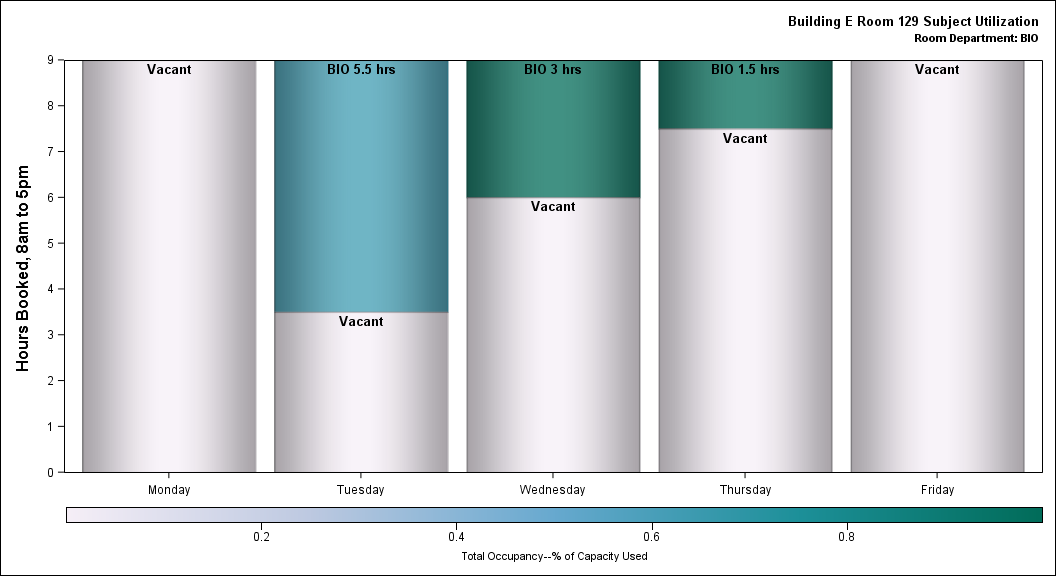 Building E Room 129 Subject Utilization
Room Department: BIO
Hours Booked, 8am to 5pm
9
8
7
6
5
4
3
2
1
0
Vacant
BIO 5.5 hrs
BIO 3 hrs
BIO 1.5 hrs
Vacant
Vacant
Vacant
Vacant
Monday
Tuesday
Wednesday
Thursday
Friday
0.2
0.4
0.6
0.8
Total Occupancy--% of Capacity Used